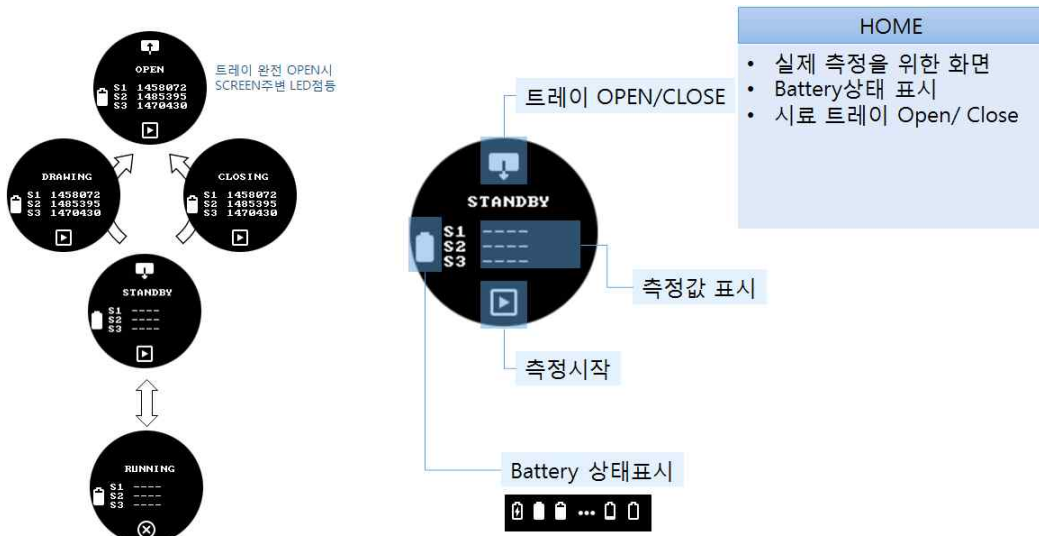 OPEN
S1 1458072
S2 1485395
S3 1470430
트레이 완전 OPEN시
SCREEN주변 LED점등
DRAWING
S1 1458072
S2 1485395
S3 1470430
CLOSING
S1 1458072
S2 1485395
S3 1470430
STANDBY
S1 ----
S2 ----
S3 ----
RUNNING
S1 ----
S2 ----
S3 ----
트레이 OPEN/CLOSE
STANDBY
S1 ----
S2 ----
S3 ----
측정값 표시
측정시작
Battery 상태표시
HOME
• 실제 측정을 위한 화면
• Battery상태 표시
• 시료 트레이 Open/ Close